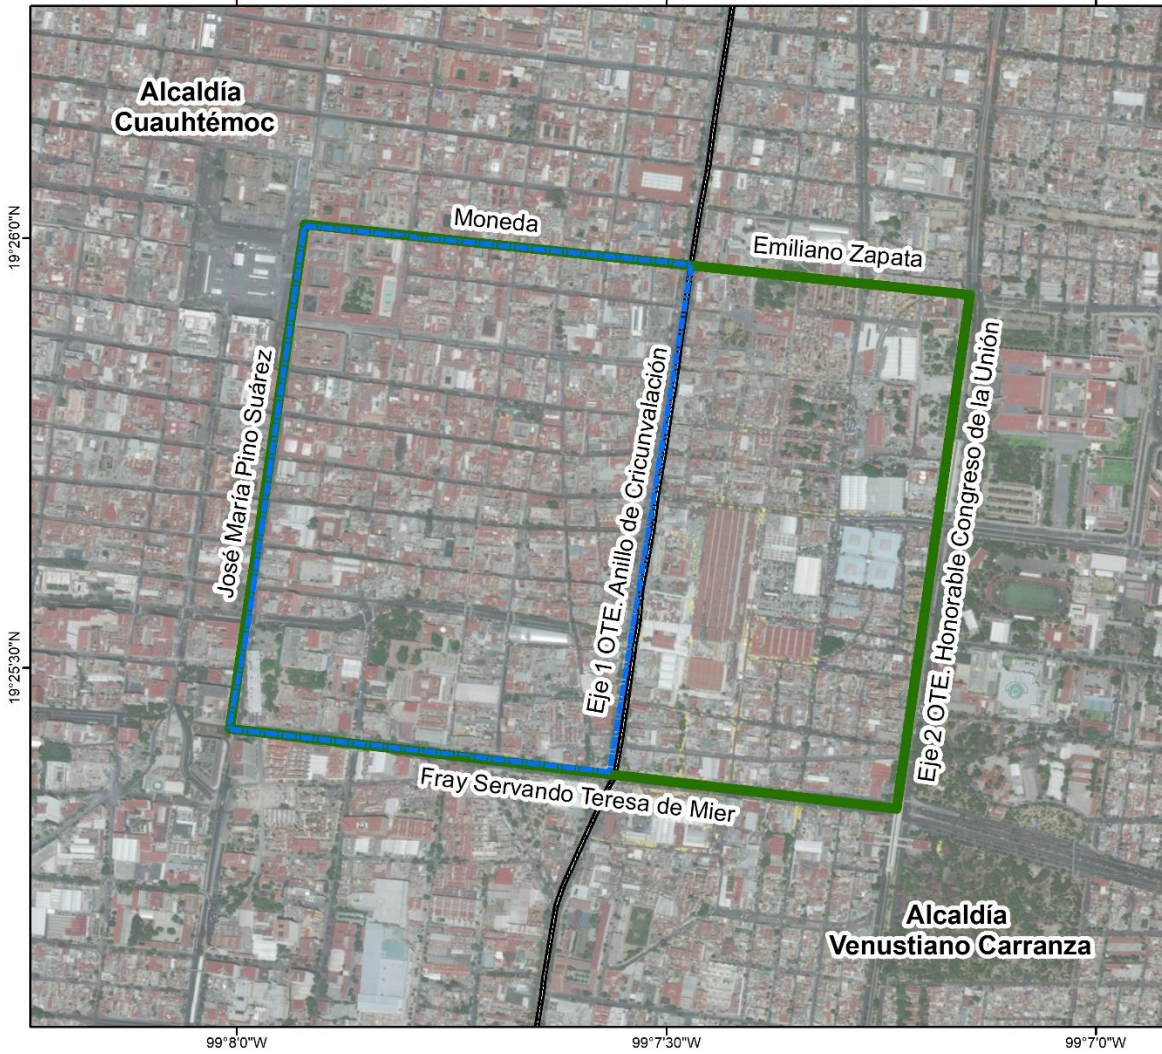 Alcaldía
Cuauhtémoc
19°26'0"N
Moneda
Emiliano Zapata
José María Pino Suárez
Eje 1 OTE. Anillo de Cricunvalación
Eje 2 OTE. Honorable Congreso de la Unión
19°25'30"N
Fray Servando Teresa de Mier
Alcaldía
Venustiano Carranza
99°8'0"W
99°7'30"W
99°7'0"W